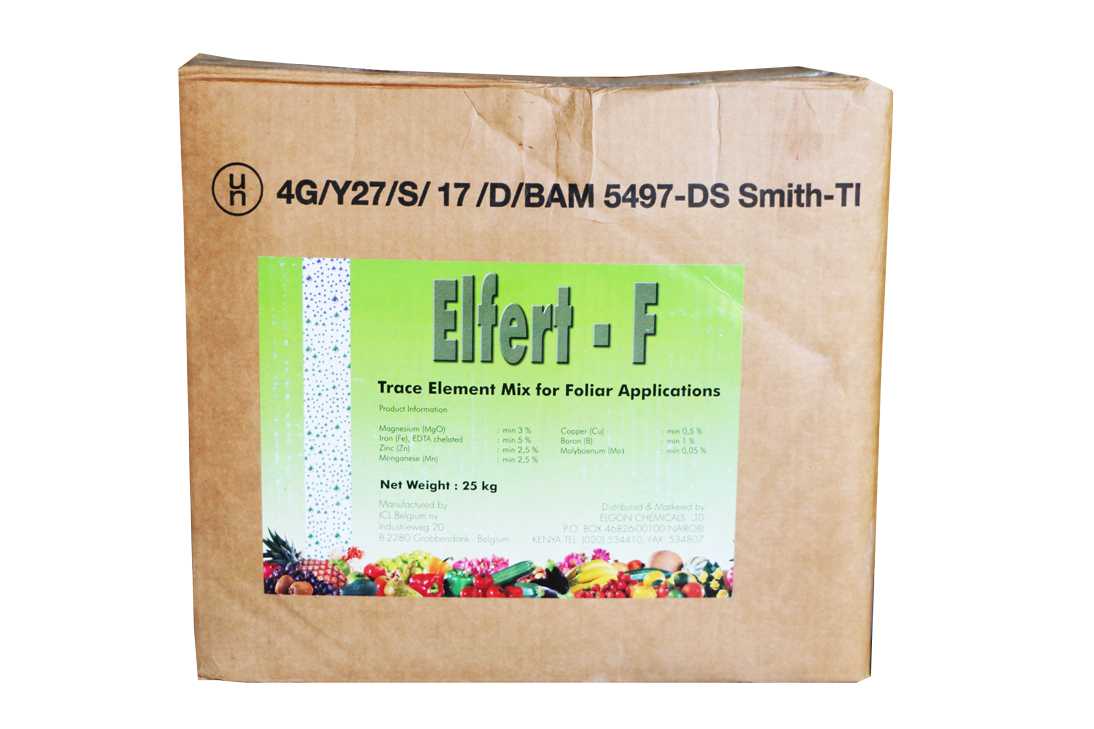 un 4G/Y27/S/ 17 /D/BAM 5497-DS Smith-TI
Elfert - F
Trace Element Mix for Foliar Applications
Product Information
Magnesium (MgO) : min 3 %
Iron (Fe), EDTA chelated : min 5 %
Zinc (Zn) : min 2,5 %
Manganese (Mn) : min 2,5 %
Copper (Cu) : min 0,5 %
Boron (B) : min 1 %
Molybaenum (Mo) : min 0,05 %
Net Weight : 25 kg
Manufactured by
ICL Belgium nv
Industrieweg 20
B-2280 Grobbendonk - Belgium
Distributed & Marketed by
ELGON CHEMICALS LTD
P.O. BOX 46826-00100 NAIROBI
KENYA TEL: (020) 534410, FAX: 534807